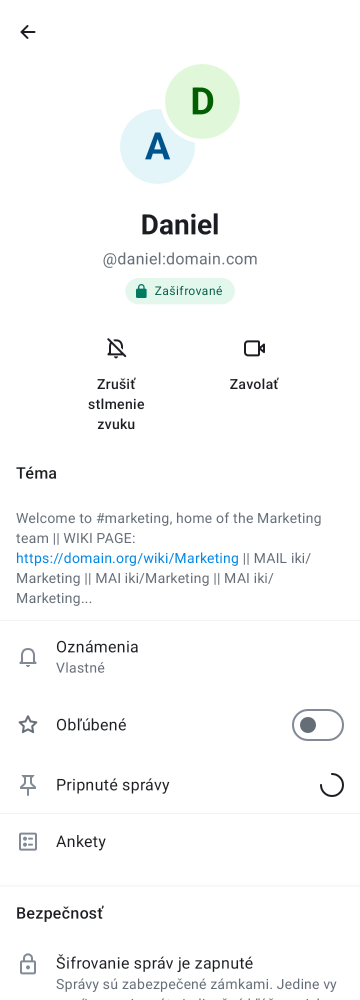 D
A
Daniel
@daniel:domain.com
Zašifrované
Zrušiť
stlmenie
zvuku
Zavolať
Téma
Welcome to #marketing, home of the Marketing
team || WIKI PAGE:
https://domain.org/wiki/Marketing || MAIL iki/
Marketing || MAI iki/Marketing || MAI iki/
Marketing...
Oznámenia
Vlastné
Obľúbené
Pripnuté správy
Ankety
Bezpečnosť
Šifrovanie správ je zapnuté
Správy sú zabezpečené zámkami. Jedine vy